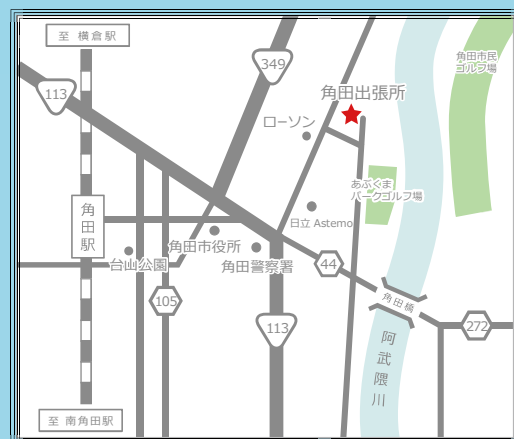 至 横倉駅
角田市民
ゴルフ場
349
113
角田出張所
ローソン
あぶくま
パークゴルフ場
角田駅
日立 Astemo
角田市役所
台山公園
角田警察署
44
105
角田橋
113
272
阿武隈川
至 南角田駅